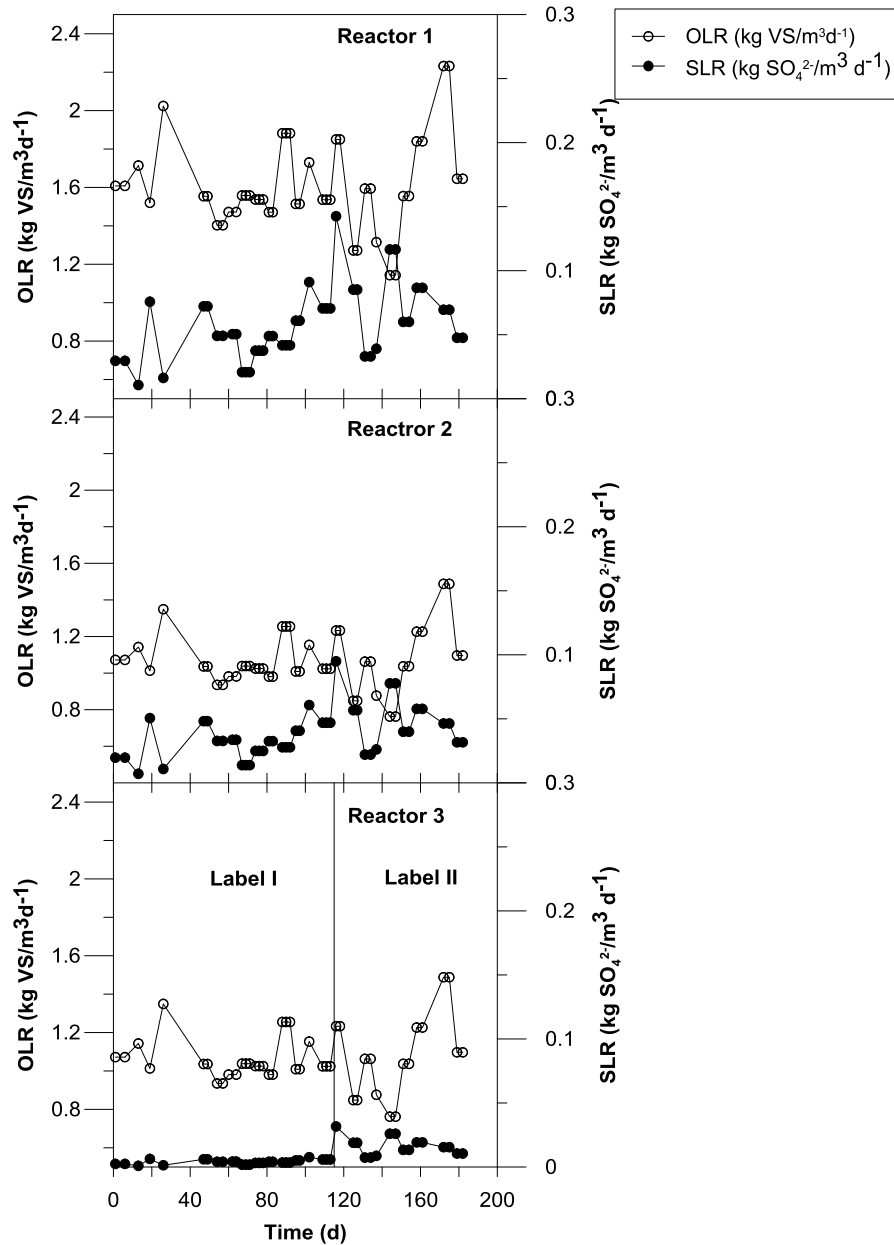 0.3
2.4
Reactor 1
OLR (kg VS/m³d⁻¹)
SLR (kg SO₄²⁻/m³ d⁻¹)
2
0.2
1.6
1.2
0.1
0.8
OLR (kg VS/m³d⁻¹)
SLR (kg SO₄²⁻/m³ d⁻¹)
0.3
2.4
Reactror 2
2
0.2
1.6
1.2
0.1
0.8
OLR (kg VS/m³d⁻¹)
SLR (kg SO₄²⁻/m³ d⁻¹)
0.3
2.4
Reactor 3
Label I
Label II
2
0.2
1.6
1.2
0.1
0.8
OLR (kg VS/m³d⁻¹)
SLR (kg SO₄²⁻/m³ d⁻¹)
0
0 40 80 120 160 200
Time (d)